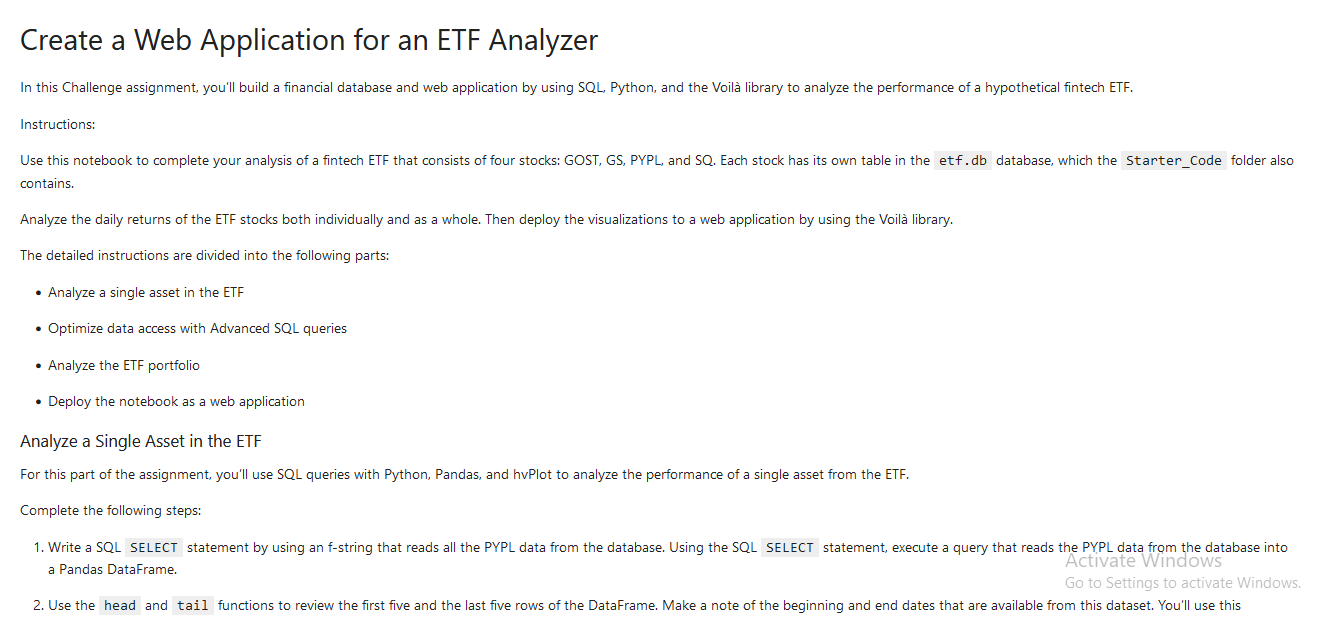 Create a Web Application for an ETF Analyzer
In this Challenge assignment, you'll build a financial database and web application by using SQL, Python, and the Voilà library to analyze the performance of a hypothetical fintech ETF.
Instructions:
Use this notebook to complete your analysis of a fintech ETF that consists of four stocks: GOST, GS, PYPL, and SQ. Each stock has its own table in the etf.db database, which the Starter_Code folder also
contains.
Analyze the daily returns of the ETF stocks both individually and as a whole. Then deploy the visualizations to a web application by using the Voilà library.
The detailed instructions are divided into the following parts:
• Analyze a single asset in the ETF
• Optimize data access with Advanced SQL queries
• Analyze the ETF portfolio
• Deploy the notebook as a web application
Analyze a Single Asset in the ETF
For this part of the assignment, you'll use SQL queries with Python, Pandas, and hvPlot to analyze the performance of a single asset from the ETF.
Complete the following steps:
1. Write a SQL SELECT statement by using an f-string that reads all the PYPL data from the database. Using the SQL SELECT statement, execute a query that reads the PYPL data from the database into
a Pandas DataFrame.
Activate Windows
Go to Settings to activate Windows.
2. Use the head and tail functions to review the first five and the last five rows of the DataFrame. Make a note of the beginning and end dates that are available from this dataset. You'll use this